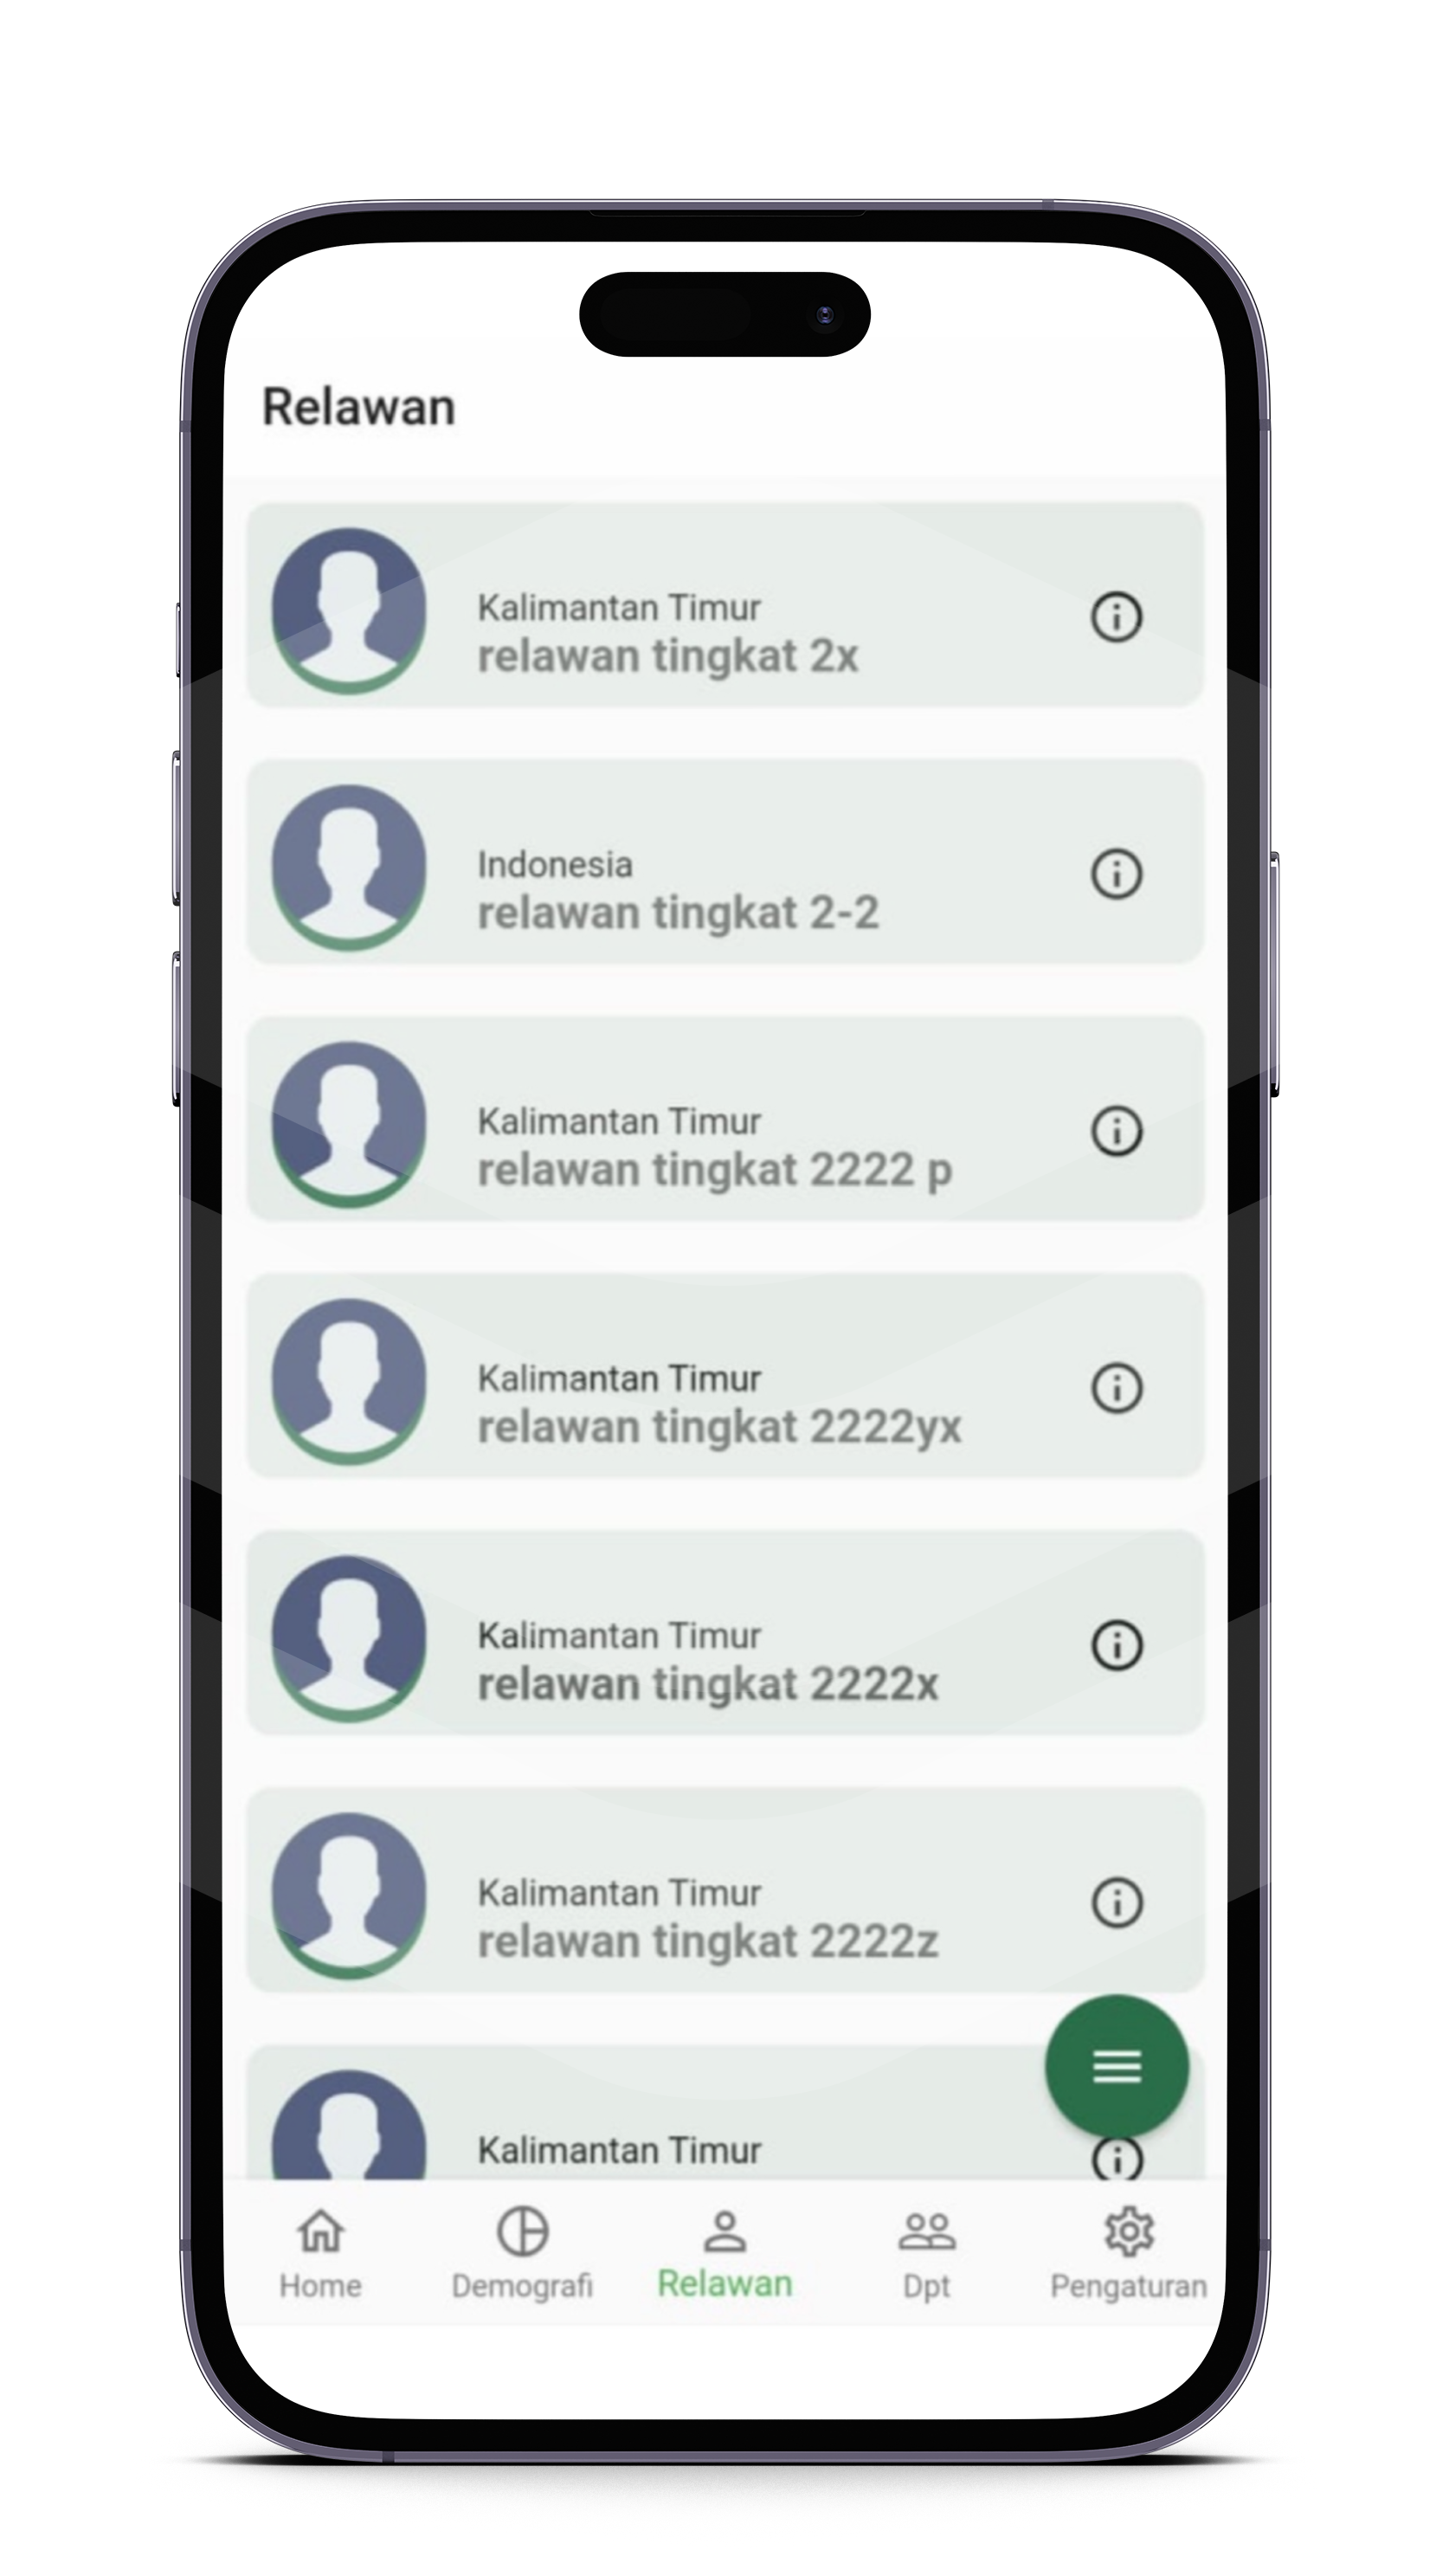 Relawan
Kalimantan Timur
relawan tingkat 2x
Indonesia
relawan tingkat 2-2
Kalimantan Timur
relawan tingkat 2222 p
Kalimantan Timur
relawan tingkat 2222yx
Kalimantan Timur
relawan tingkat 2222x
Kalimantan Timur
relawan tingkat 2222z
Kalimantan Timur
Home Demografi Relawan Dpt Pengaturan